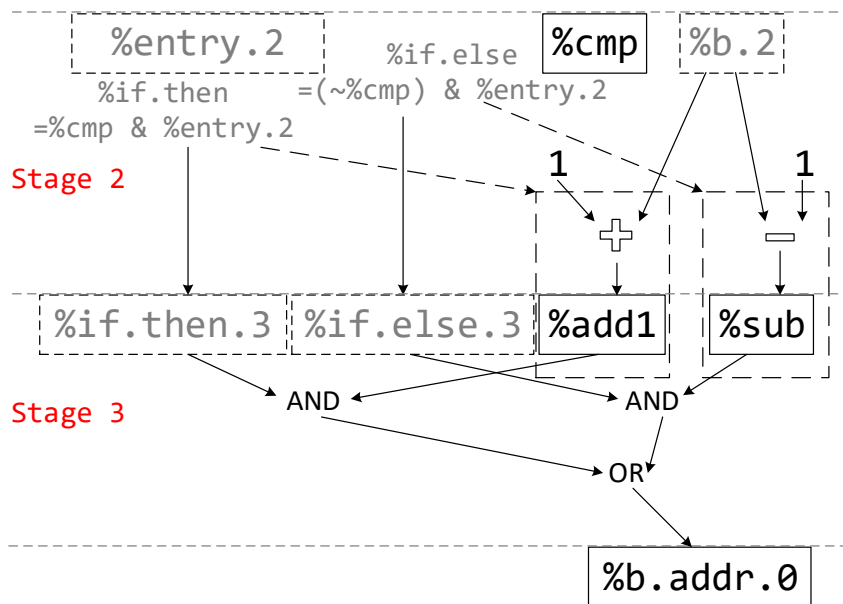 %entry.2
%if.else
%cmp
%b.2
=(~%cmp) & %entry.2
%if.then
=%cmp & %entry.2
Stage 2
1
1
%if.then.3
%if.else.3
%add1
%sub
AND
AND
Stage 3
OR
%b.addr.0